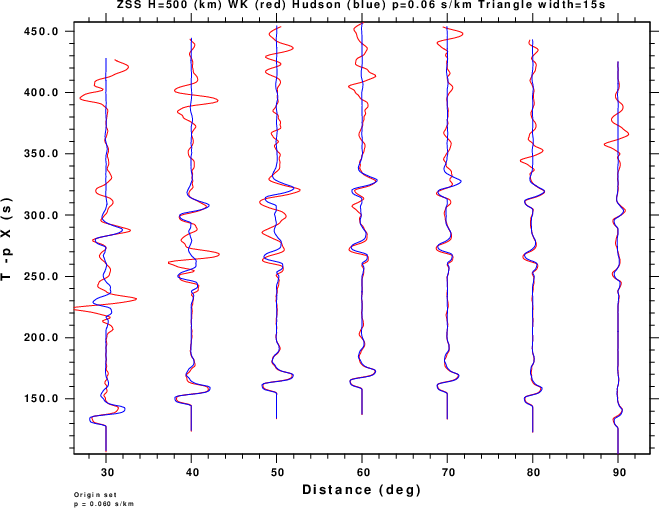 ZSS H=500 (km) WK (red) Hudson (blue) p=0.06 s/km Triangle width=15s
450.0
400.0
350.0
300.0
250.0
200.0
150.0
T -p X (s)
30 40 50 60 70 80 90
Distance (deg)
Origin set
p = 0.060 s/km